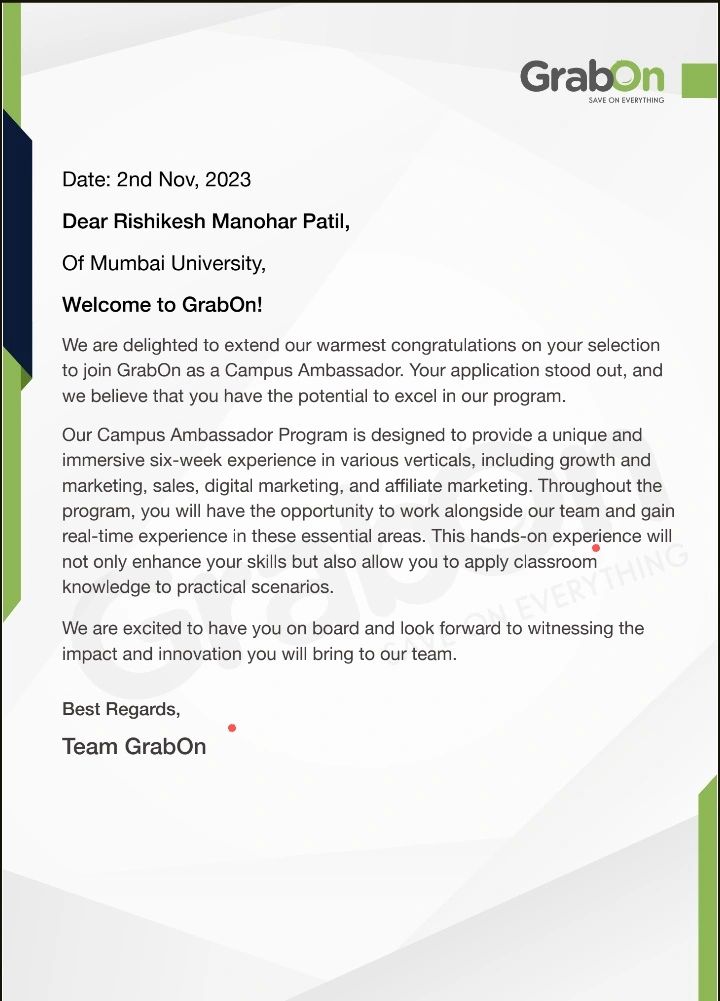 GrabOn
SAVE ON EVERYTHING
Date: 2nd Nov, 2023
Dear Rishikesh Manohar Patil,
Of Mumbai University,
Welcome to GrabOn!
We are delighted to extend our warmest congratulations on your selection
to join GrabOn as a Campus Ambassador. Your application stood out, and
we believe that you have the potential to excel in our program.
Our Campus Ambassador Program is designed to provide a unique and
immersive six-week experience in various verticals, including growth and
marketing, sales, digital marketing, and affiliate marketing. Throughout the
program, you will have the opportunity to work alongside our team and gain
real-time experience in these essential areas. This hands-on experience will
not only enhance your skills but also allow you to apply classroom
knowledge to practical scenarios.
We are excited to have you on board and look forward to witnessing the
impact and innovation you will bring to our team.
Best Regards,
Team GrabOn
GrabOn
SAVE ON EVERYTHING